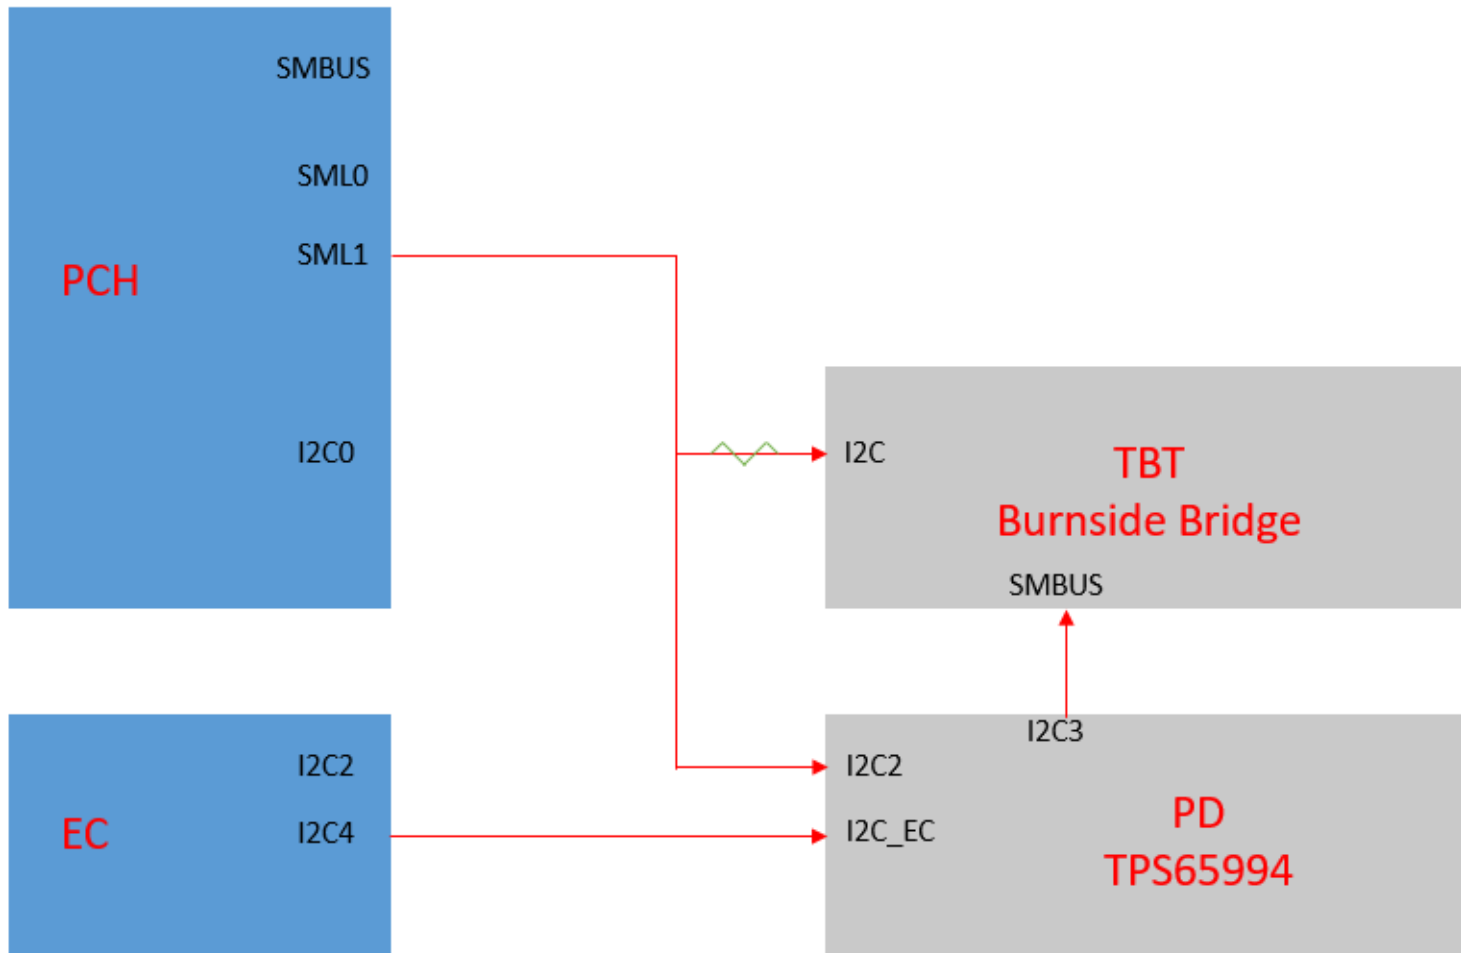 SMBUS
SML0
SML1
PCH
I2C0
I2C
TBT
Burnside Bridge
SMBUS
I2C3
I2C2
I2C2
PD
EC
I2C4
I2C_EC
TPS65994